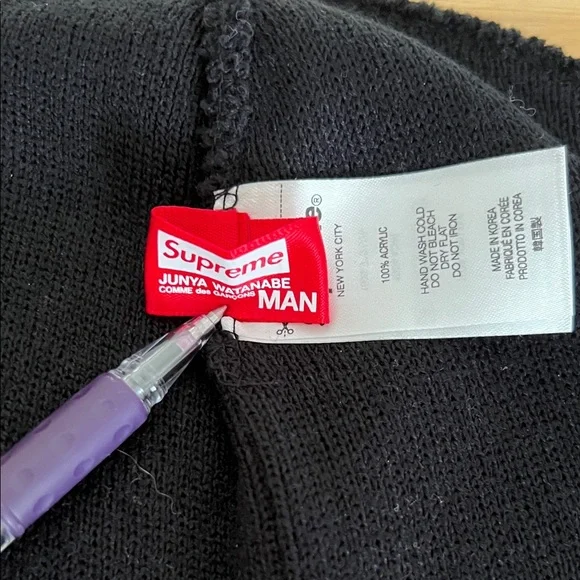 Supreme
JUNYA WATANABE
COMME des GARÇONS MAN
e®
NEW YORK CITY
100% ACRYLIC
HAND WASH COLD
DO NOT BLEACH
DRY FLAT
DO NOT IRON
MADE IN KOREA
FABRIQUÉ EN CORÉE
PRODOTTO IN COREA
韓国製